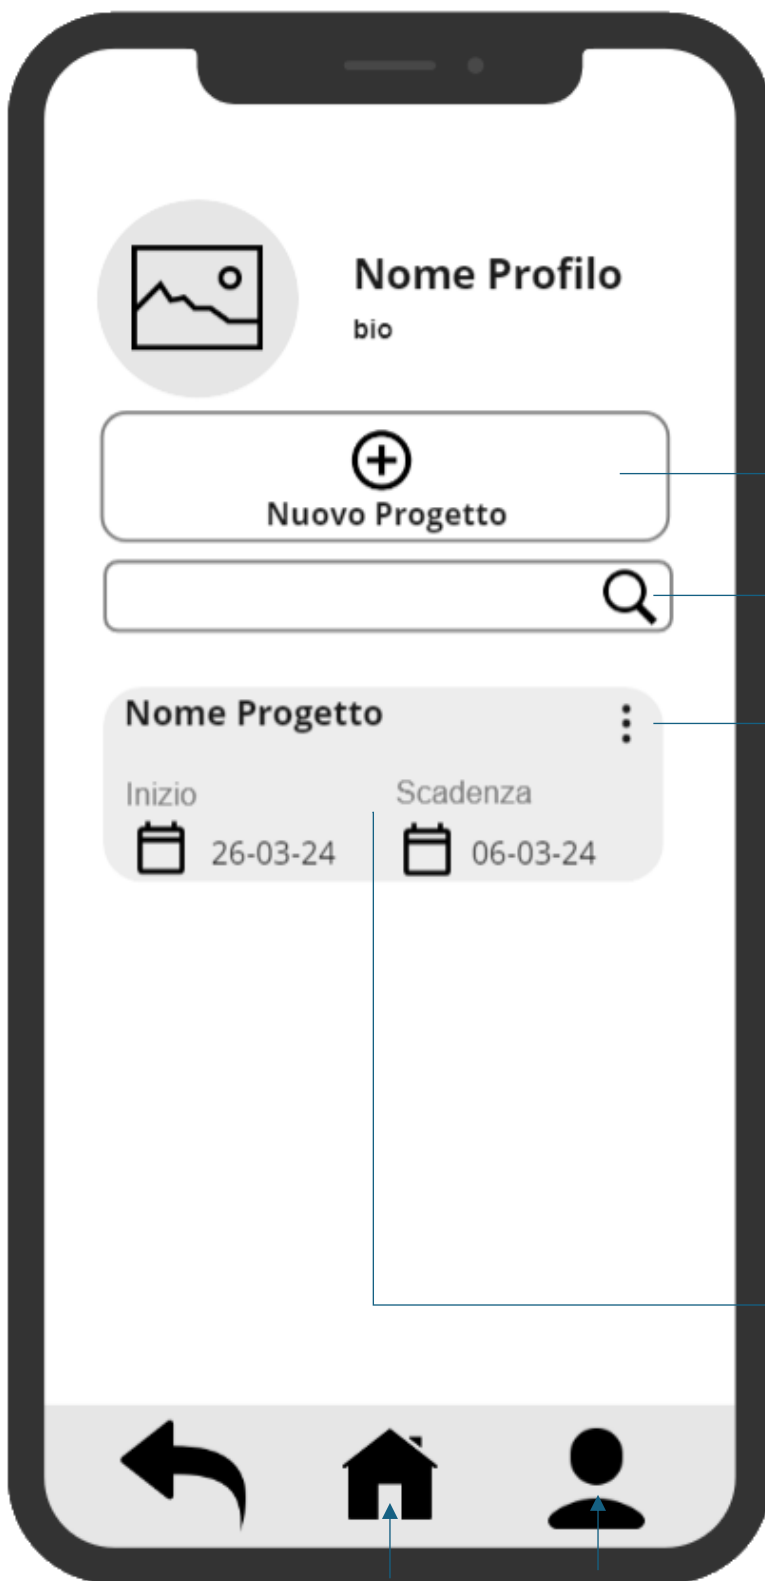 Nome Profilo
bio
Nuovo Progetto
Nome Progetto
Inizio Scadenza
26-03-24 06-03-24